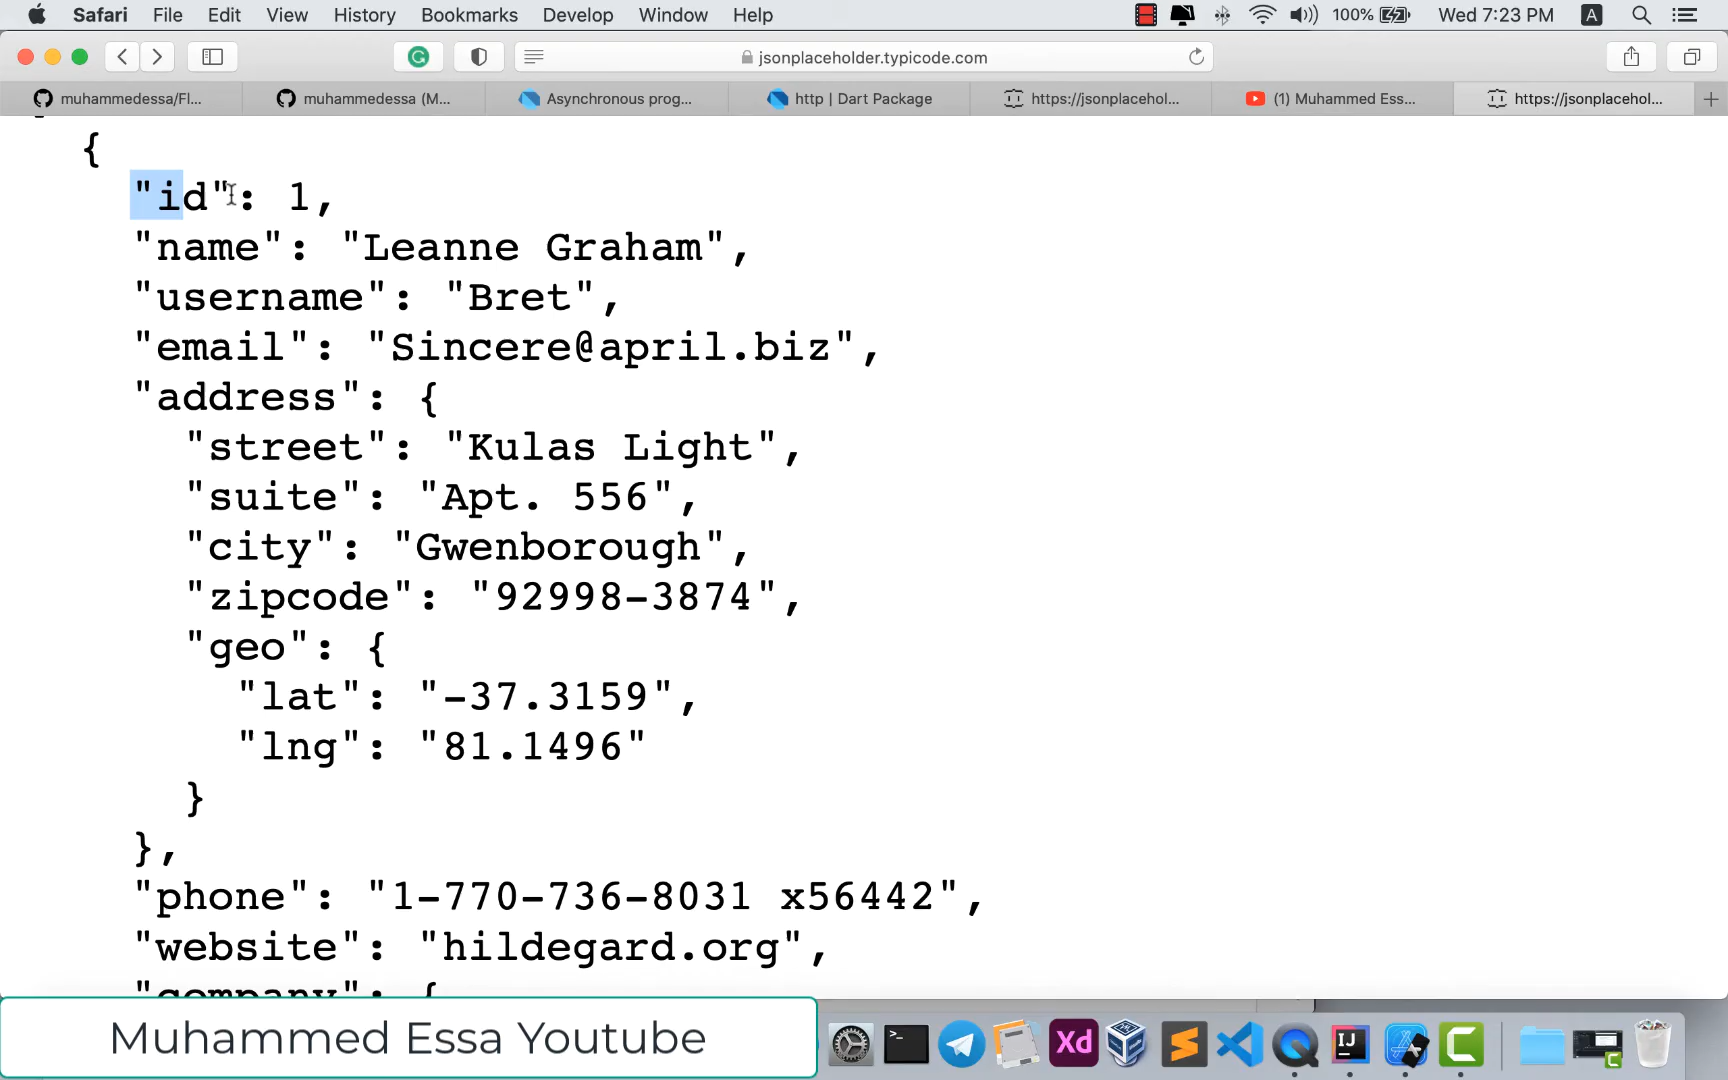 Safari File Edit View History Bookmarks Develop Window Help 100% Wed 7:23 PM A
jsonplaceholder.typicode.com
muhammedessa/Fl... muhammedessa (M... Asynchronous prog... http | Dart Package https://jsonplacehol... (1) Muhammed Ess... https://jsonplacehol...
{
"id": 1,
"name": "Leanne Graham",
"username": "Bret",
"email": "Sincere@april.biz",
"address": {
"street": "Kulas Light",
"suite": "Apt. 556",
"city": "Gwenborough",
"zipcode": "92998-3874",
"geo": {
"lat": "-37.3159",
"lng": "81.1496"
}
},
"phone": "1-770-736-8031 x56442",
"website": "hildegard.org",
"company": {
Muhammed Essa Youtube
Xd
IJ